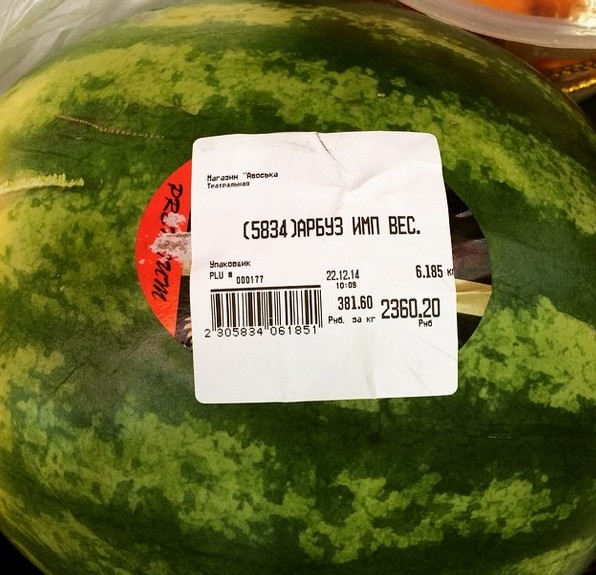 Магазин "Авоська
Театральная
(5834)АРБУЗ ИМП ВЕС.
Упаковщик
PLU # 000177
22.12.14
10:09
6.185 кг
381.60
Руб. за кг
2360.20
Руб
2 305834 061851
PREMIUM